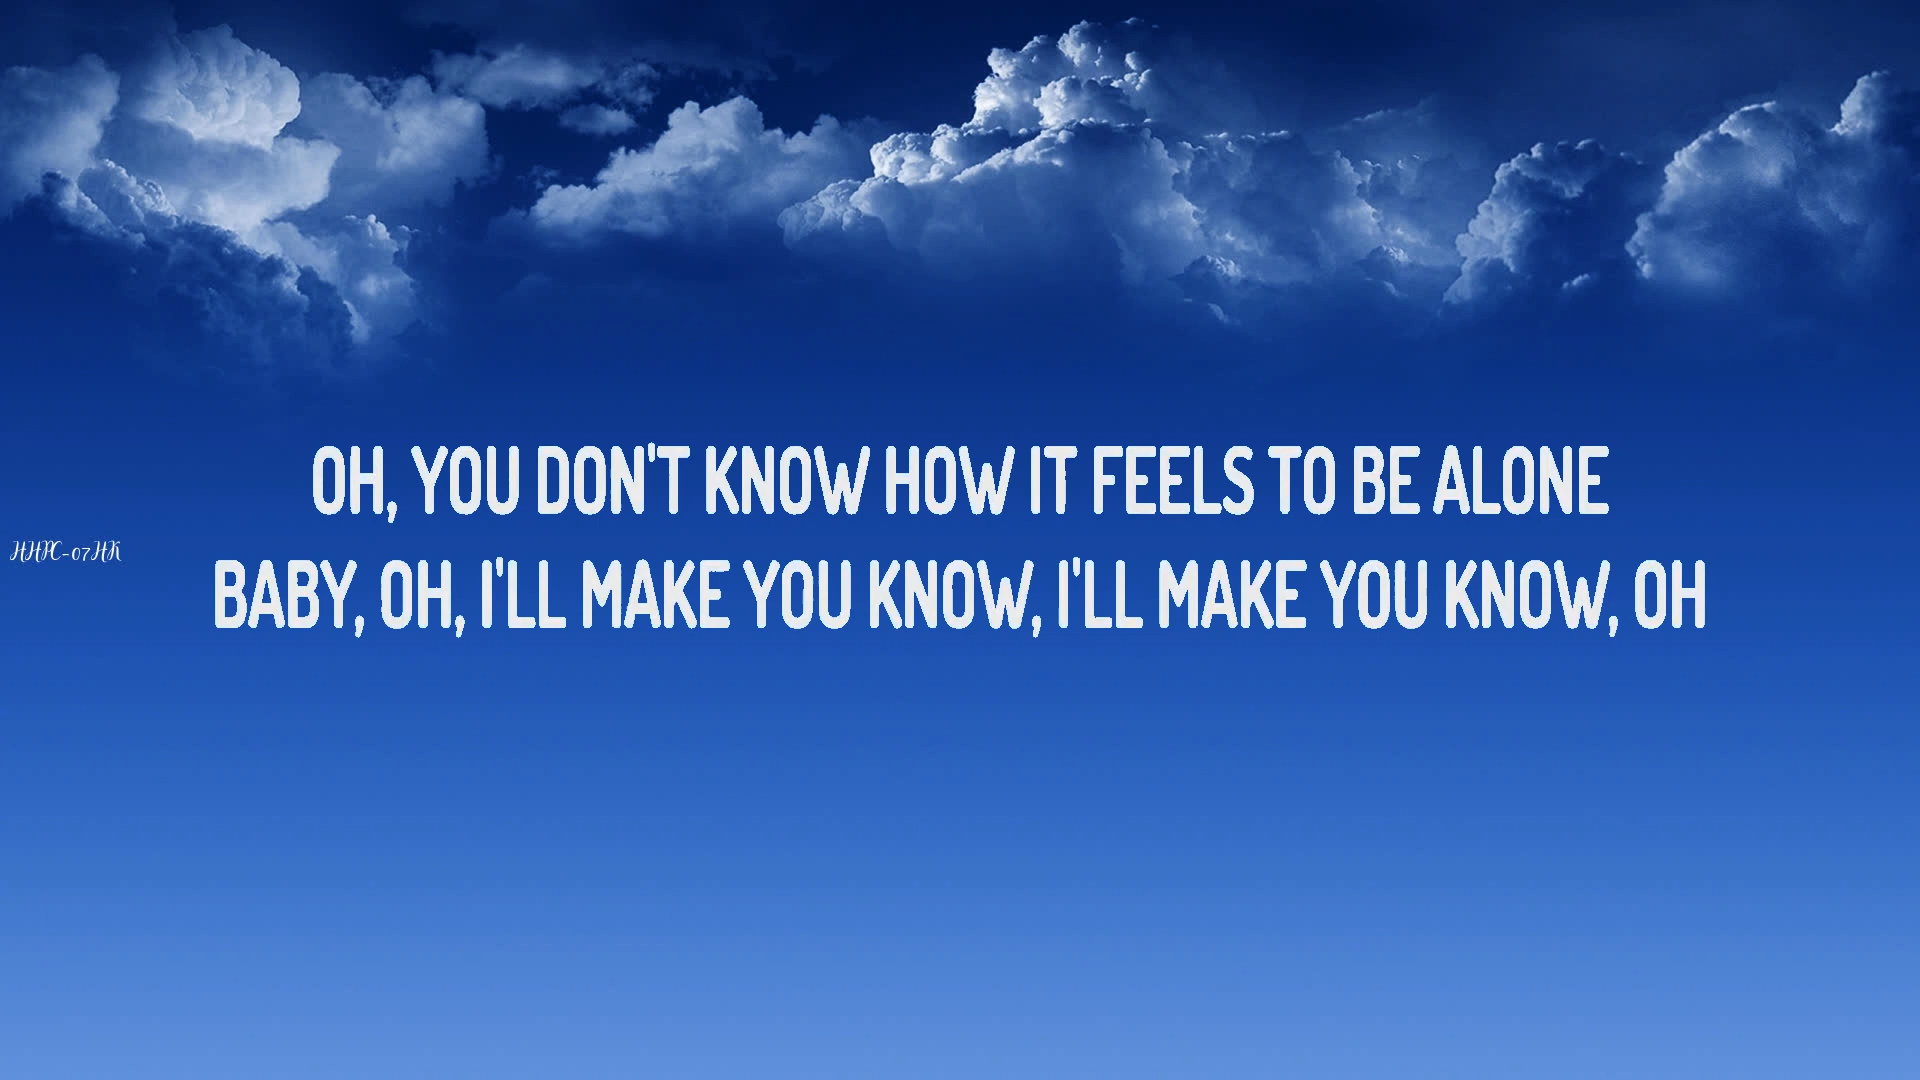 OH, YOU DON'T KNOW HOW IT FEELS TO BE ALONE
HHPC-07HK
BABY, OH, I'LL MAKE YOU KNOW, I'LL MAKE YOU KNOW, OH